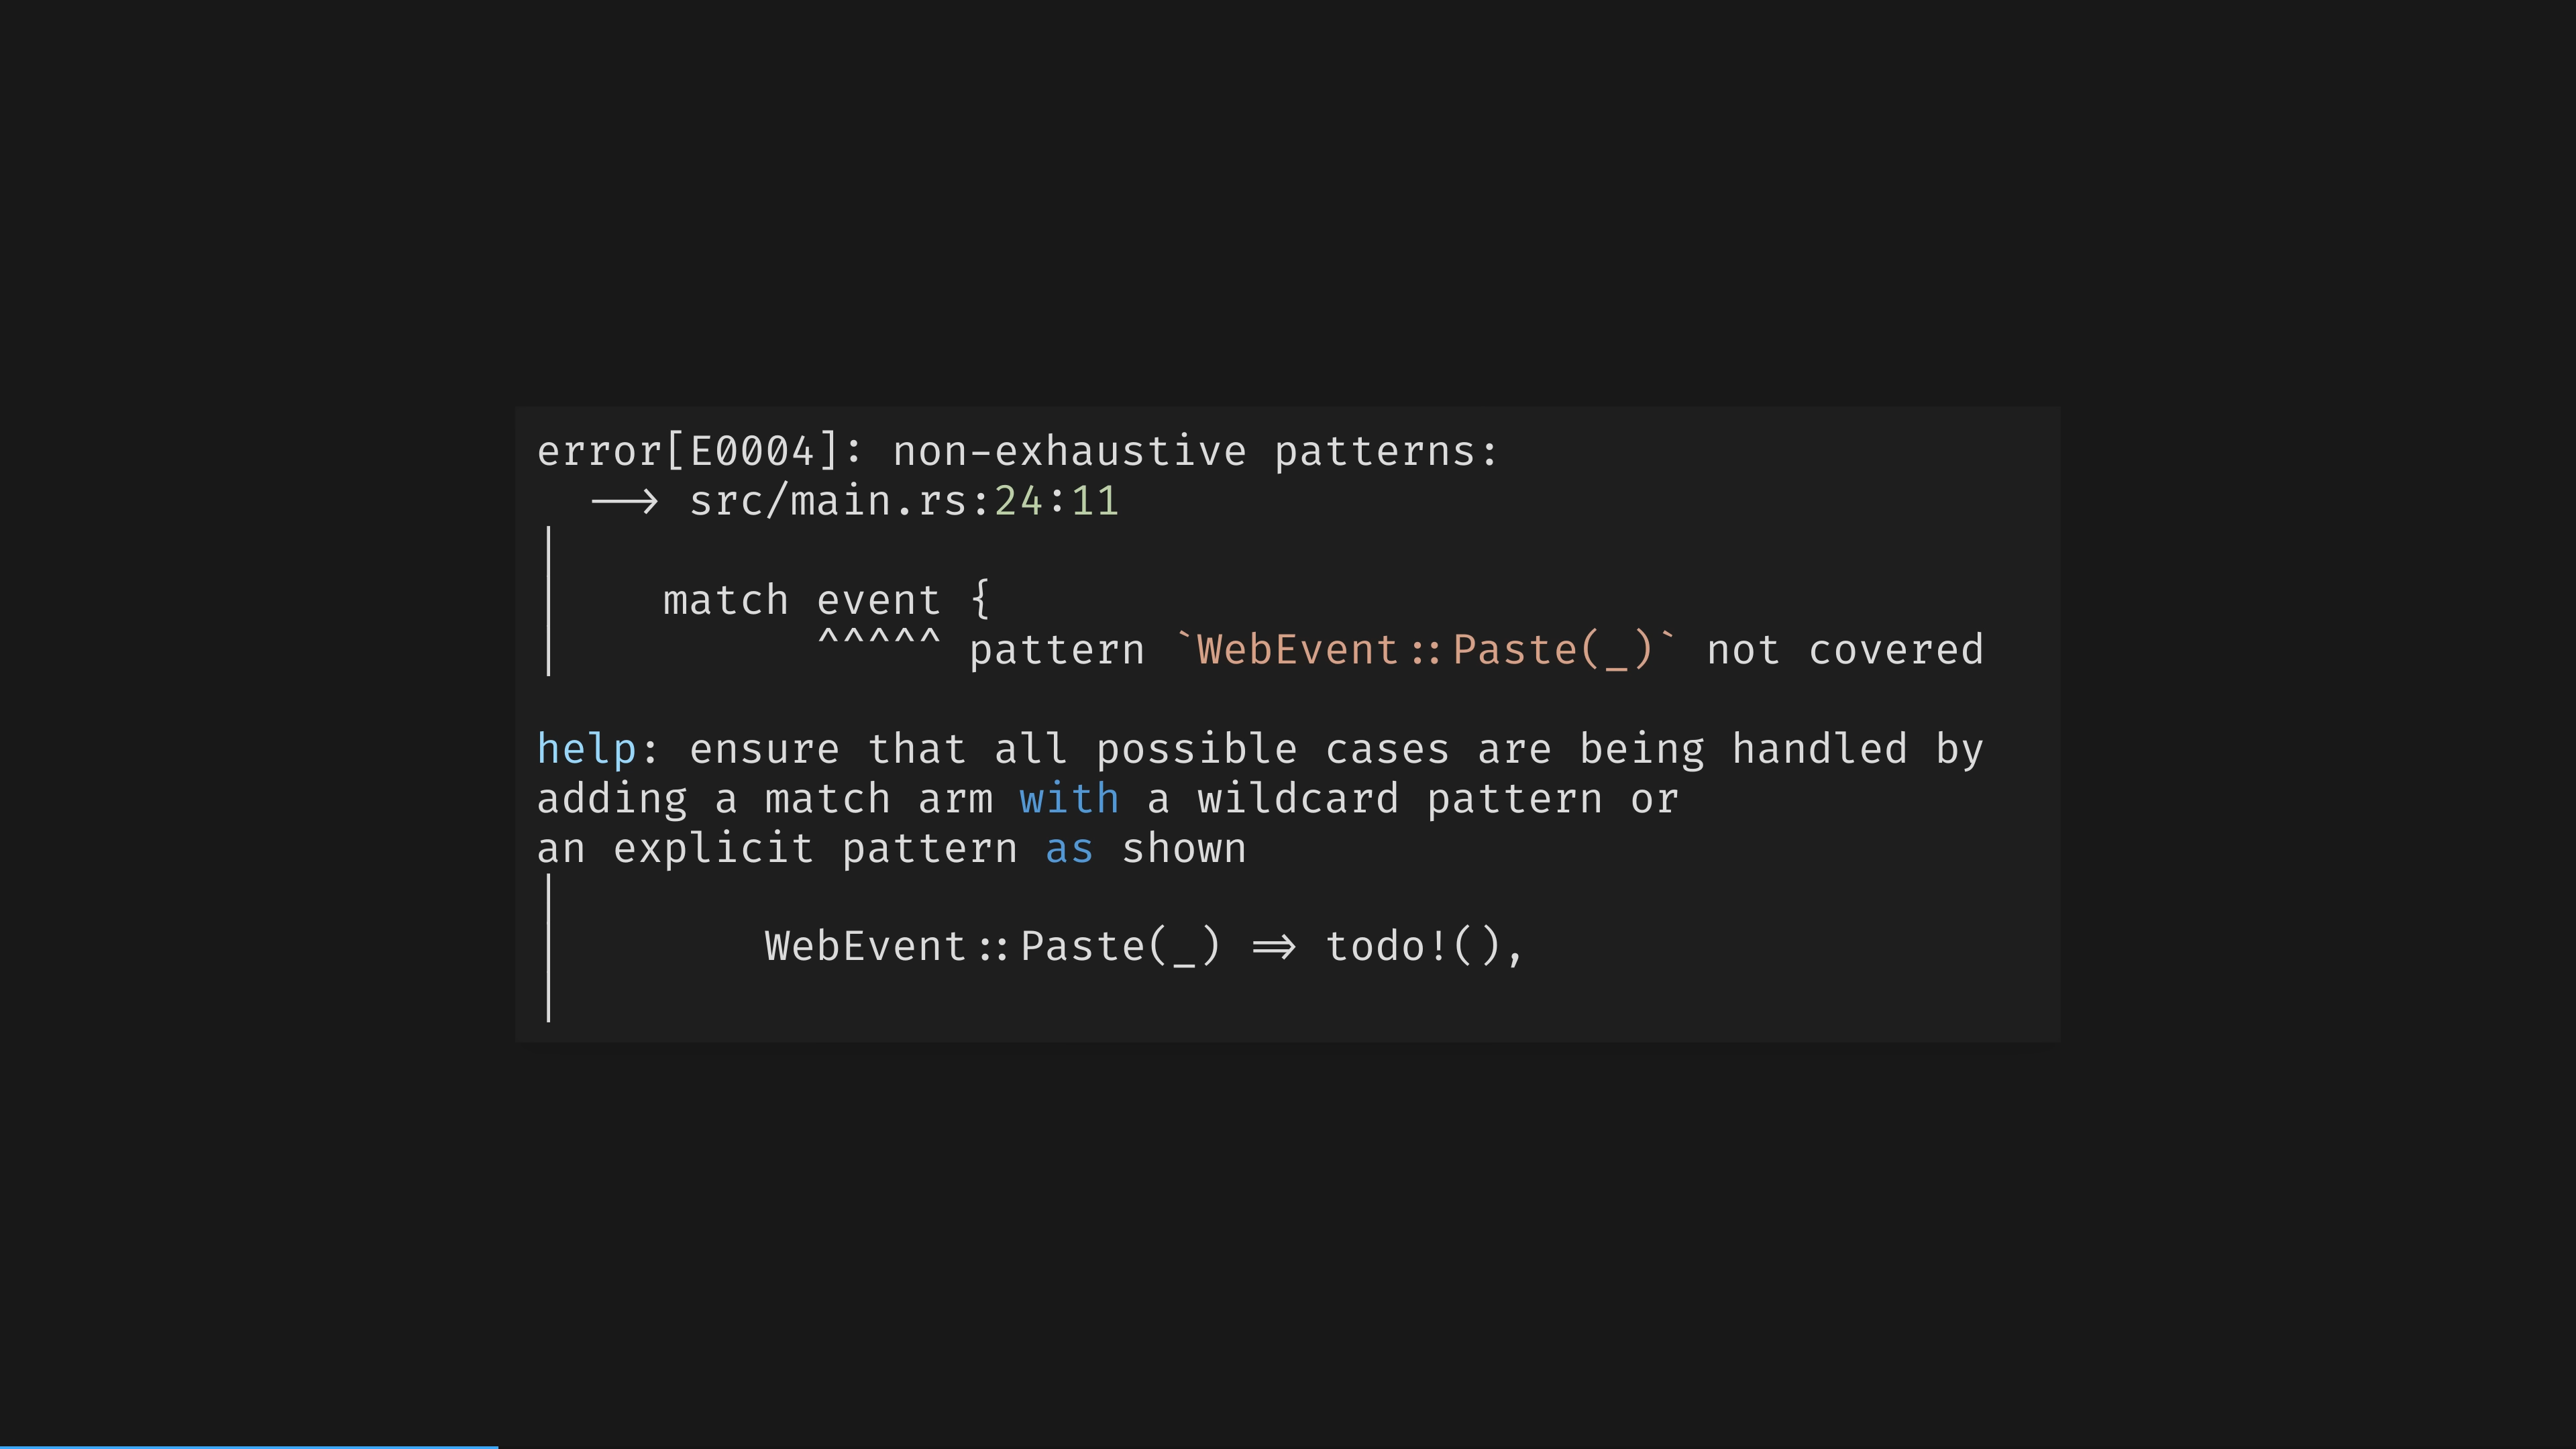 error[E0004]: non-exhaustive patterns:
  --> src/main.rs:24:11
|
|    match event {
|          ^^^^^ pattern `WebEvent::Paste(_)` not covered
help: ensure that all possible cases are being handled by
adding a match arm with a wildcard pattern or
an explicit pattern as shown
|
|        WebEvent::Paste(_) => todo!(),
|